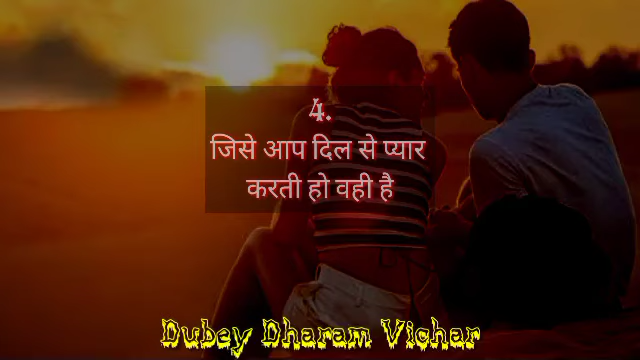 4.
जिसे आप दिल से प्यार
करती हो वही है
Dubey Dharam Vichar